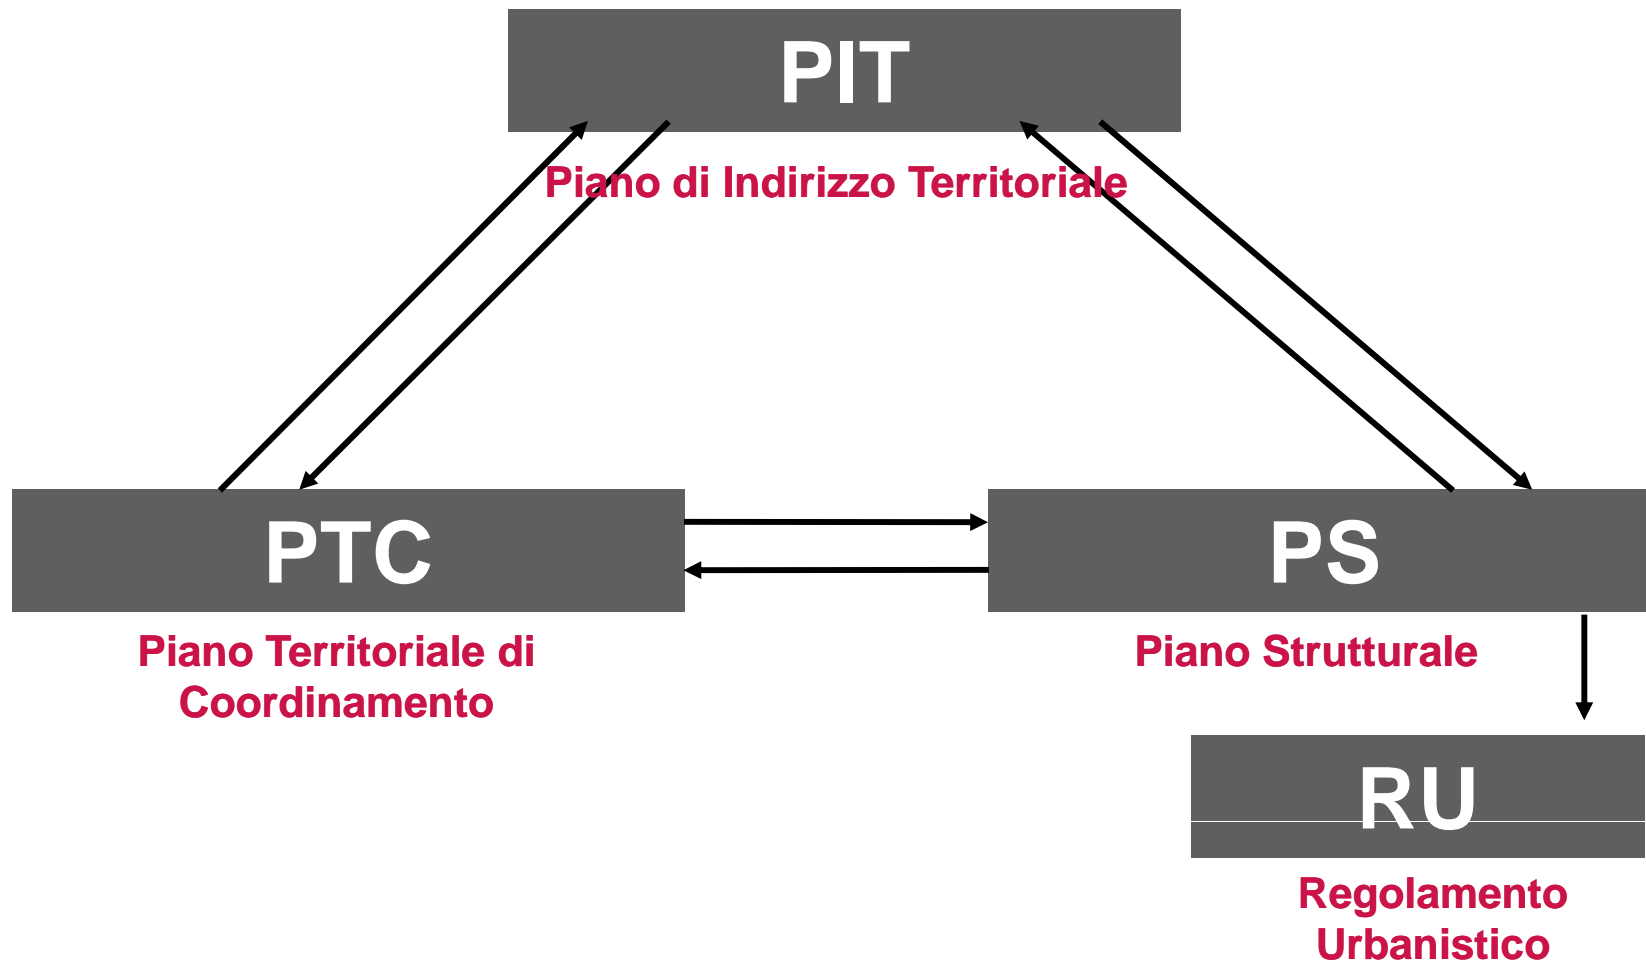 PIT
Piano di Indirizzo Territoriale
PTC
Piano Territoriale di
Coordinamento
PS
Piano Strutturale
RU
Regolamento
Urbanistico